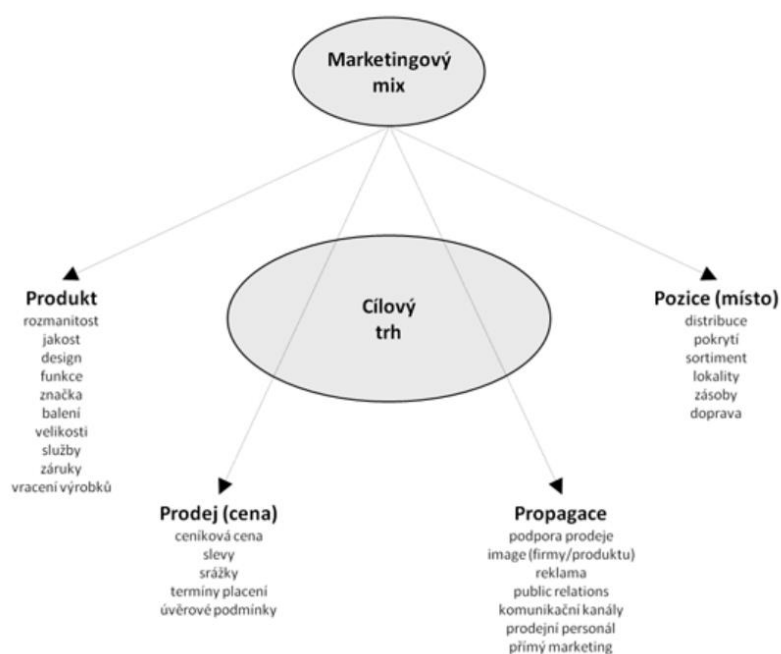 Marketingový
mix
Cílový
trh
Produkt
rozmanitost
jakost
design
funkce
značka
balení
velikosti
služby
záruky
vracení výrobků
Pozice (místo)
distribuce
pokrytí
sortiment
lokality
zásoby
doprava
Prodej (cena)
ceníková cena
slevy
srážky
termíny placení
úvěrové podmínky
Propagace
podpora prodeje
image (firmy/produktu)
reklama
public relations
komunikační kanály
prodejní personál
přímý marketing